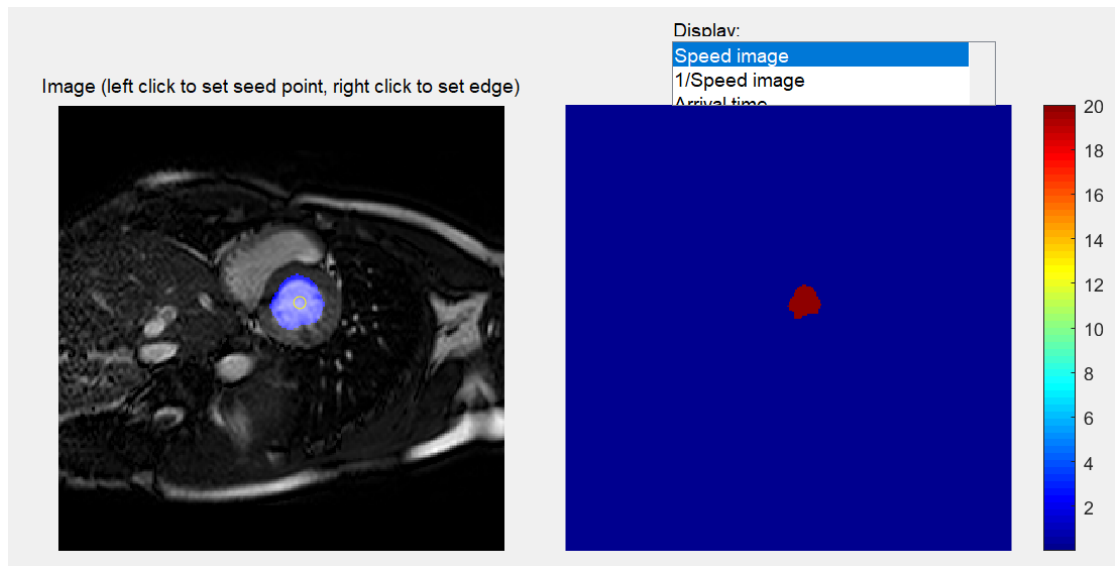 Display:
Speed image
1/Speed image
Arrival time
Image (left click to set seed point, right click to set edge)
20
18
16
14
12
10
8
6
4
2